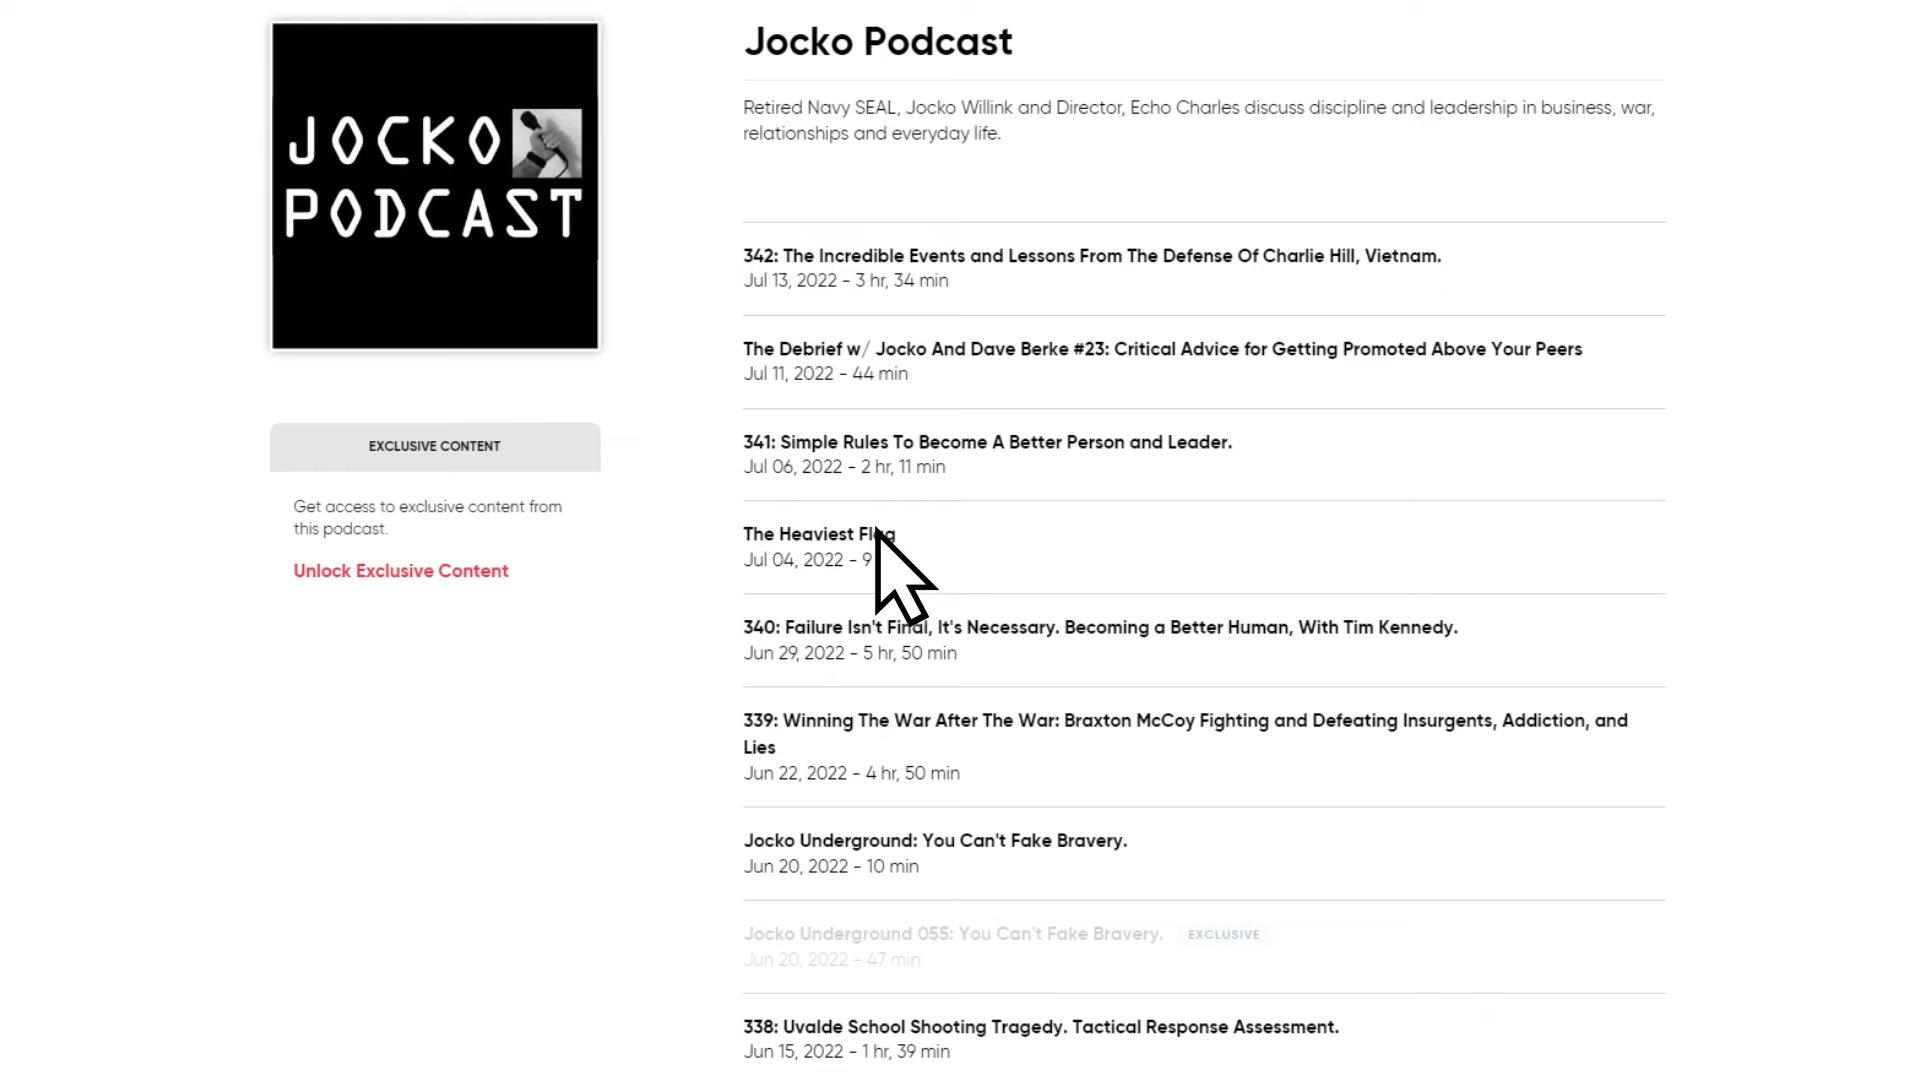 JOCKO
PODCAST
EXCLUSIVE CONTENT
Get access to exclusive content from
this podcast.
Unlock Exclusive Content
Jocko Podcast
Retired Navy SEAL, Jocko Willink and Director, Echo Charles discuss discipline and leadership in business, war,
relationships and everyday life.
342: The Incredible Events and Lessons From The Defense Of Charlie Hill, Vietnam.
Jul 13, 2022 - 3 hr, 34 min
The Debrief w/ Jocko And Dave Berke #23: Critical Advice for Getting Promoted Above Your Peers
Jul 11, 2022 - 44 min
341: Simple Rules To Become A Better Person and Leader.
Jul 06, 2022 - 2 hr, 11 min
The Heaviest Flag
Jul 04, 2022 - 9
340: Failure Isn't Final, It's Necessary. Becoming a Better Human, With Tim Kennedy.
Jun 29, 2022 - 5 hr, 50 min
339: Winning The War After The War: Braxton McCoy Fighting and Defeating Insurgents, Addiction, and
Lies
Jun 22, 2022 - 4 hr, 50 min
Jocko Underground: You Can't Fake Bravery.
Jun 20, 2022 - 10 min
Jocko Underground 055: You Can't Fake Bravery. EXCLUSIVE
Jun 20, 2022 - 47 min
338: Uvalde School Shooting Tragedy. Tactical Response Assessment.
Jun 15, 2022 - 1 hr, 39 min